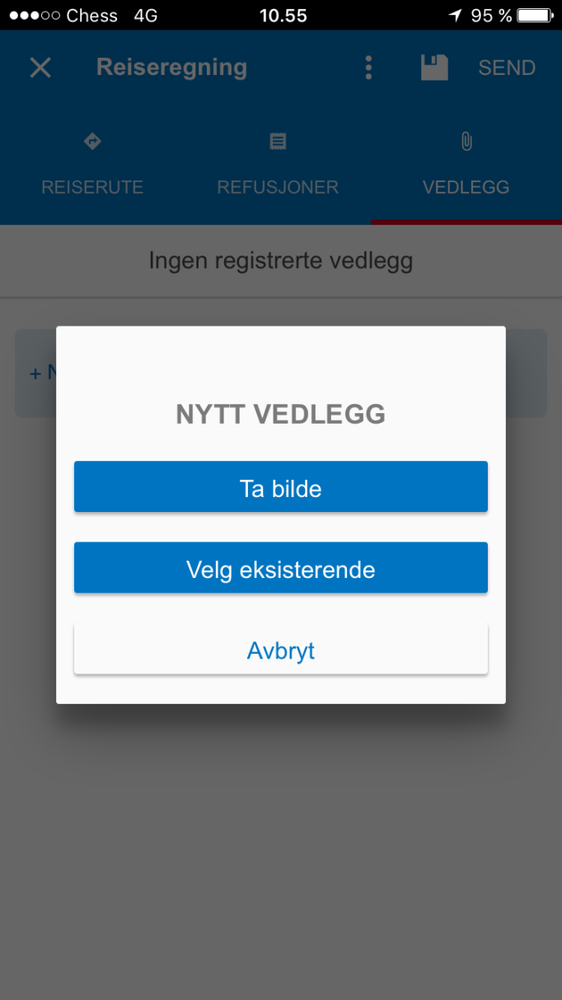 Chess 4G 10.55 95 %
Reiseregning SEND
REISERUTE REFUSJONER VEDLEGG
Ingen registrerte vedlegg
+ N
NYTT VEDLEGG
Ta bilde
Velg eksisterende
Avbryt